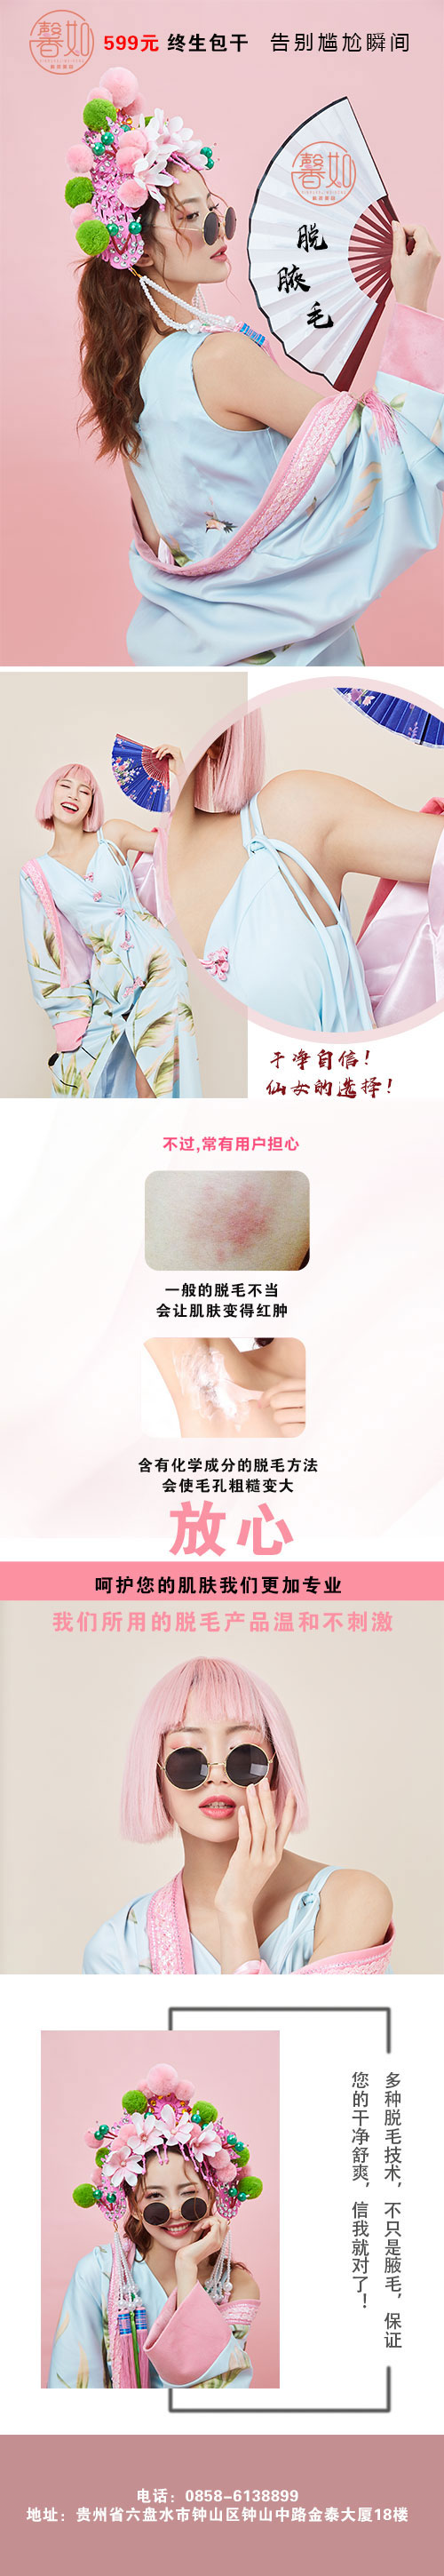 馨如
599元 终生包干 告别尴尬瞬间
馨如
脱
腋
毛
干净自信！
仙女的选择！
不过,常有用户担心
一般的脱毛不当
会让肌肤变得红肿
含有化学成分的脱毛方法
会使毛孔粗糙变大
放心
呵护您的肌肤我们更加专业
我们所用的脱毛产品温和不刺激
多种脱毛技术，不只是腋毛，保证
您的干净舒爽，信我就对了！
电话：0858-6138899
地址：贵州省六盘水市钟山区钟山中路金泰大厦18楼